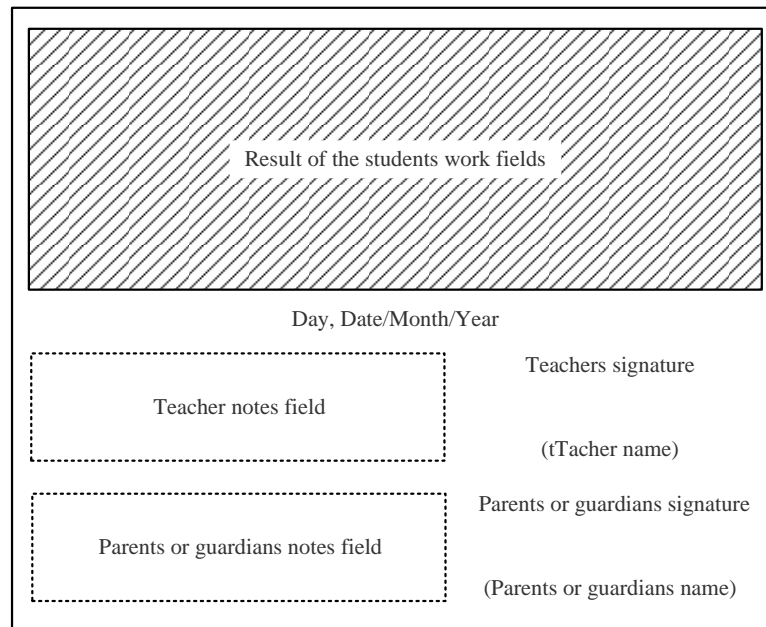 Result of the students work fields
Day, Date/Month/Year
Teachers signature
Teacher notes field
(tTacher name)
Parents or guardians signature
Parents or guardians notes field
(Parents or guardians name)